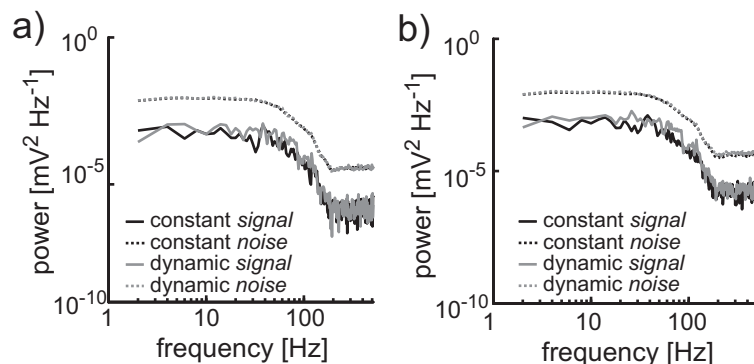 a)
10^0
10^-5
10^-10
power [mV^2 Hz^-1]
constant signal
constant noise
dynamic signal
dynamic noise
1 10 100
frequency [Hz]
b)
10^0
10^-5
10^-10
power [mV^2 Hz^-1]
constant signal
constant noise
dynamic signal
dynamic noise
1 10 100
frequency [Hz]